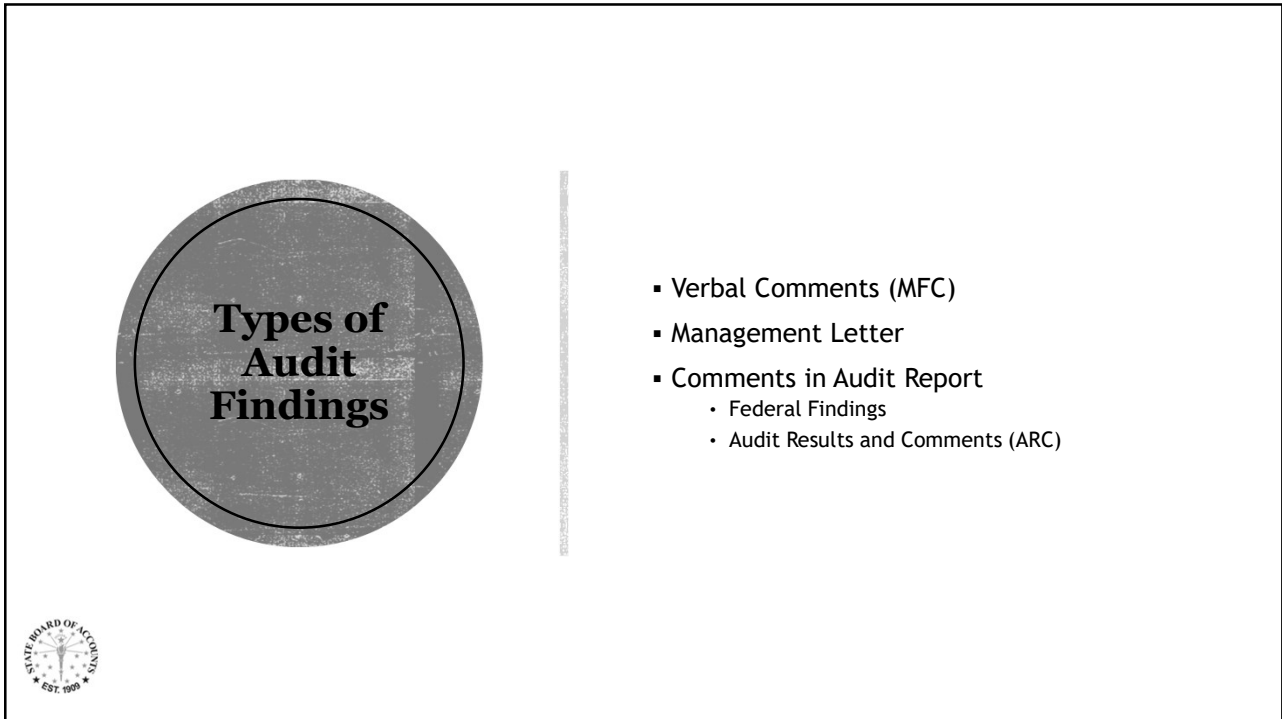 Types of
Audit
Findings
▪ Verbal Comments (MFC)
▪ Management Letter
▪ Comments in Audit Report
• Federal Findings
• Audit Results and Comments (ARC)
STATE BOARD OF ACCOUNTS
★ EST. 1909 ★